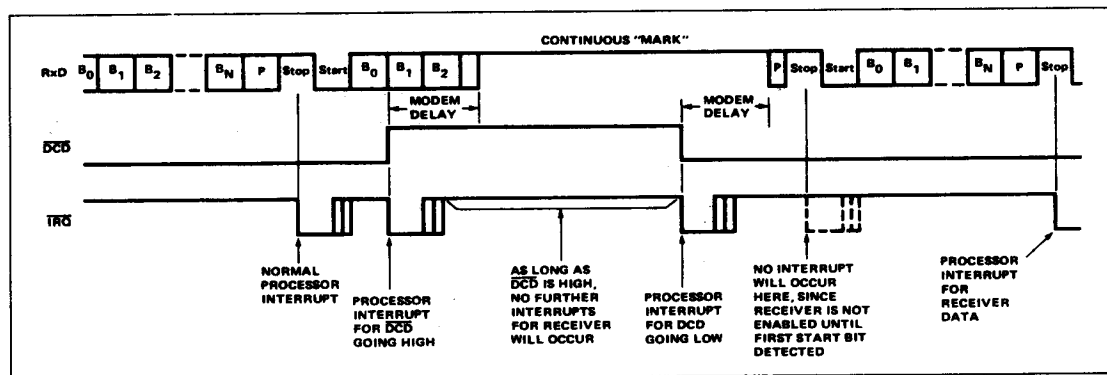 CONTINUOUS "MARK"
RxD B0 B1 B2 BN P Stop Start B0 B1 B2 P Stop Start B0 B1 BN P Stop
MODEM
DELAY
MODEM
DELAY
DCD
IRQ
NORMAL
PROCESSOR
INTERRUPT
PROCESSOR
INTERRUPT
FOR DCD
GOING HIGH
AS LONG AS
DCD IS HIGH,
NO FURTHER
INTERRUPTS
FOR RECEIVER
WILL OCCUR
PROCESSOR
INTERRUPT
FOR DCD
GOING LOW
NO INTERRUPT
WILL OCCUR
HERE, SINCE
RECEIVER IS NOT
ENABLED UNTIL
FIRST START BIT
DETECTED
PROCESSOR
INTERRUPT
FOR
RECEIVER
DATA